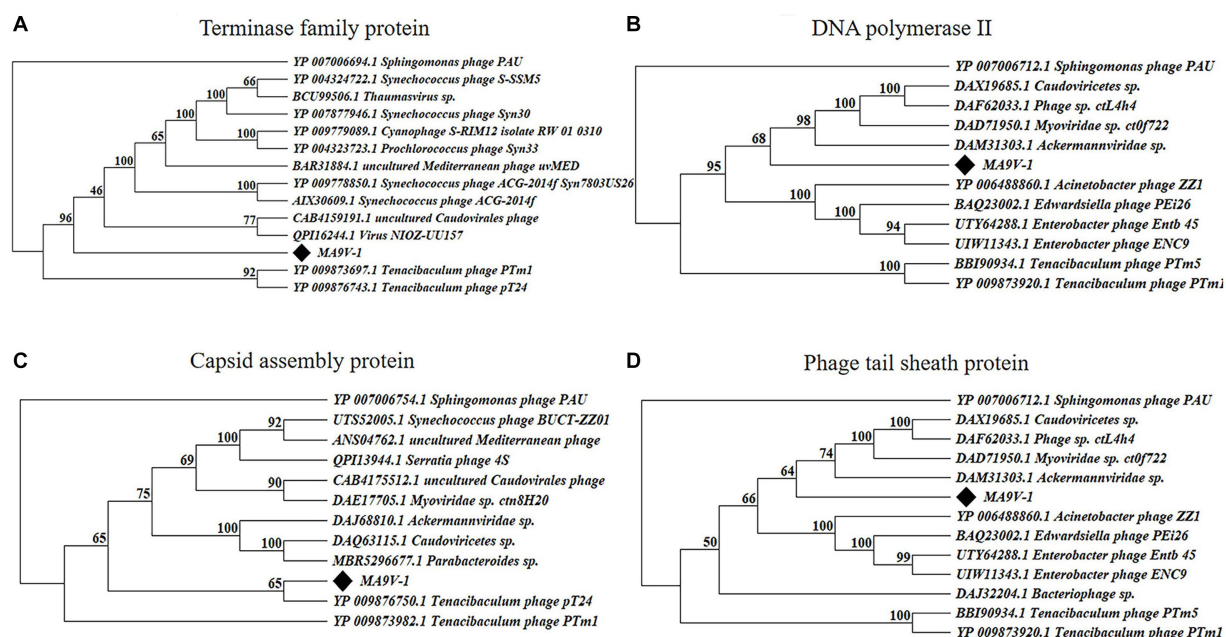 A
Terminase family protein
YP 007006694.1 Sphingomonas phage PAU
YP 004324722.1 Synechococcus phage S-SSM5
66
BCU99506.1 Thaumasvirus sp.
100
YP 007877946.1 Synechococcus phage Syn30
100
YP 009779089.1 Cyanophage S-RIM12 isolate RW 01 0310
100
YP 004323723.1 Prochlorococcus phage Syn33
65
BAR31884.1 uncultured Mediterranean phage uvMED
100
YP 009778850.1 Synechococcus phage ACG-2014f Syn7803US26
100
AIX30609.1 Synechococcus phage ACG-2014f
46
CAB4159191.1 uncultured Caudovirales phage
77
QPI16244.1 Virus NIOZ-UU157
96
MA9V-1
YP 009873697.1 Tenacibaculum phage PTm1
92
YP 009876743.1 Tenacibaculum phage pT24
B
DNA polymerase II
YP 007006712.1 Sphingomonas phage PAU
DAX19685.1 Caudoviricetes sp.
100
DAF62033.1 Phage sp. ctL4h4
100
DAD71950.1 Myoviridae sp. ct0f722
98
DAM31303.1 Ackermannviridae sp.
68
MA9V-1
95
YP 006488860.1 Acinetobacter phage ZZ1
100
BAQ23002.1 Edwardsiella phage PEi26
100
UTY64288.1 Enterobacter phage Entb 45
94
UIW11343.1 Enterobacter phage ENC9
BBI90934.1 Tenacibaculum phage PTm5
100
YP 009873920.1 Tenacibaculum phage PTm1
C
Capsid assembly protein
YP 007006754.1 Sphingomonas phage PAU
UTS52005.1 Synechococcus phage BUCT-ZZ01
92
ANS04762.1 uncultured Mediterranean phage
100
QPI13944.1 Serratia phage 4S
69
CAB4175512.1 uncultured Caudovirales phage
90
DAE17705.1 Myoviridae sp. ctn8H20
75
DAJ68810.1 Ackermannviridae sp.
100
DAQ63115.1 Caudoviricetes sp.
100
MBR5296677.1 Parabacteroides sp.
65
MA9V-1
65
YP 009876750.1 Tenacibaculum phage pT24
YP 009873982.1 Tenacibaculum phage PTm1
D
Phage tail sheath protein
YP 007006712.1 Sphingomonas phage PAU
DAX19685.1 Caudoviricetes sp.
100
DAF62033.1 Phage sp. ctL4h4
100
DAD71950.1 Myoviridae sp. ct0f722
74
DAM31303.1 Ackermannviridae sp.
64
MA9V-1
66
YP 006488860.1 Acinetobacter phage ZZ1
100
BAQ23002.1 Edwardsiella phage PEi26
100
UTY64288.1 Enterobacter phage Entb 45
99
UIW11343.1 Enterobacter phage ENC9
50
DAJ32204.1 Bacteriophage sp.
BBI90934.1 Tenacibaculum phage PTm5
100
YP 009873920.1 Tenacibaculum phage PTm1